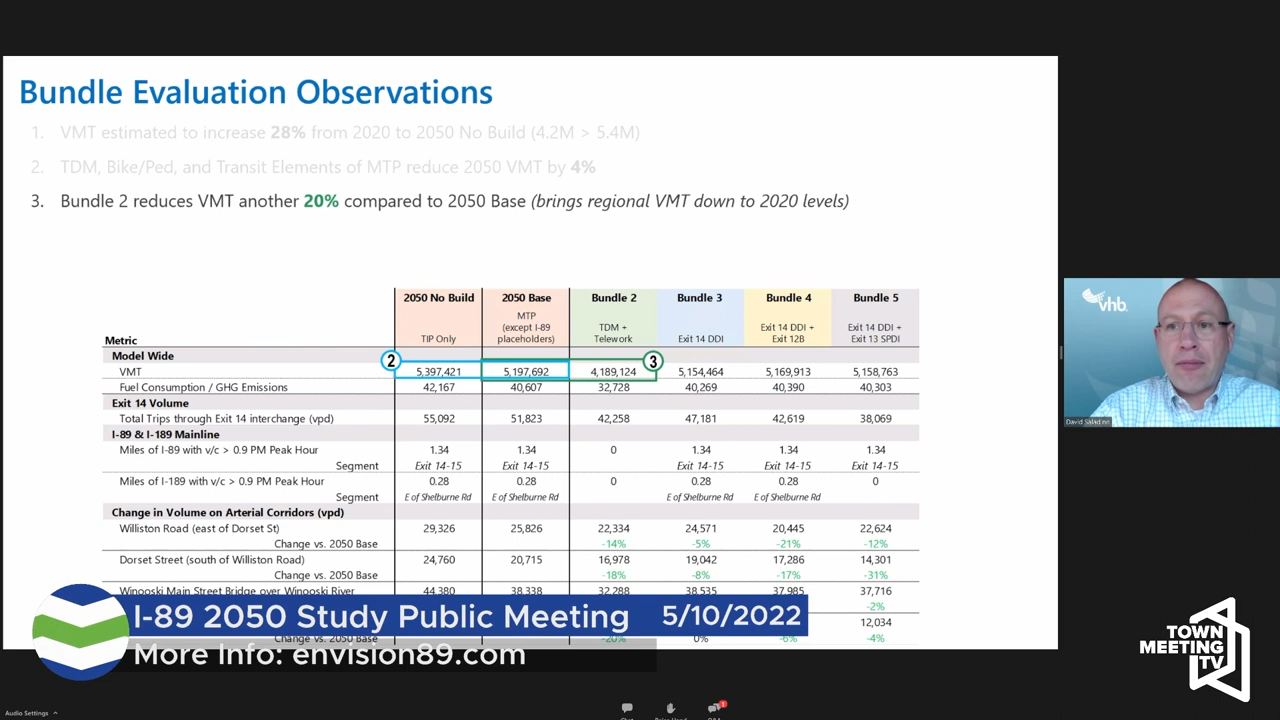 Bundle Evaluation Observations
1. VMT estimated to increase 28% from 2020 to 2050 No Build (4.2M > 5.4M)
2. TDM, Bike/Ped, and Transit Elements of MTP reduce 2050 VMT by 4%
3. Bundle 2 reduces VMT another 20% compared to 2050 Base (brings regional VMT down to 2020 levels)
2050 No Build 2050 Base Bundle 2 Bundle 3 Bundle 4 Bundle 5
MTP
(except I-89 TDM + Exit 14 DDI + Exit 14 DDI +
Metric TIP Only placeholders) Telework Exit 14 DDI Exit 12B Exit 13 SPDI
Model Wide
2 3
VMT 5,397,421 5,197,692 4,189,124 5,154,464 5,169,913 5,158,763
Fuel Consumption / GHG Emissions 42,167 40,607 32,728 40,269 40,390 40,303
Exit 14 Volume
Total Trips through Exit 14 interchange (vpd) 55,092 51,823 42,258 47,181 42,619 38,069
I-89 & I-189 Mainline
Miles of I-89 with v/c > 0.9 PM Peak Hour 1.34 1.34 0 1.34 1.34 1.34
Segment Exit 14-15 Exit 14-15 Exit 14-15 Exit 14-15 Exit 14-15
Miles of I-189 with v/c > 0.9 PM Peak Hour 0.28 0.28 0 0.28 0.28 0
Segment E of Shelburne Rd E of Shelburne Rd E of Shelburne Rd E of Shelburne Rd
Change in Volume on Arterial Corridors (vpd)
Williston Road (east of Dorset St) 29,326 25,826 22,334 24,571 20,445 22,624
Change vs. 2050 Base -14% -5% -21% -12%
Dorset Street (south of Williston Road) 24,760 20,715 16,978 19,042 17,286 14,301
Change vs. 2050 Base -18% -8% -17% -31%
Winooski Main Street Bridge over Winooski River 44,380 38,338 32,288 38,535 37,985 37,716
-2%
12,034
Change vs. 2050 Base -20% 0% -6% -4%
I-89 2050 Study Public Meeting 5/10/2022
More Info: envision89.com
vhb
David Saladino
TOWN
MEETING
TV
Audio Settings
Chat Raise Hand Q&A
1